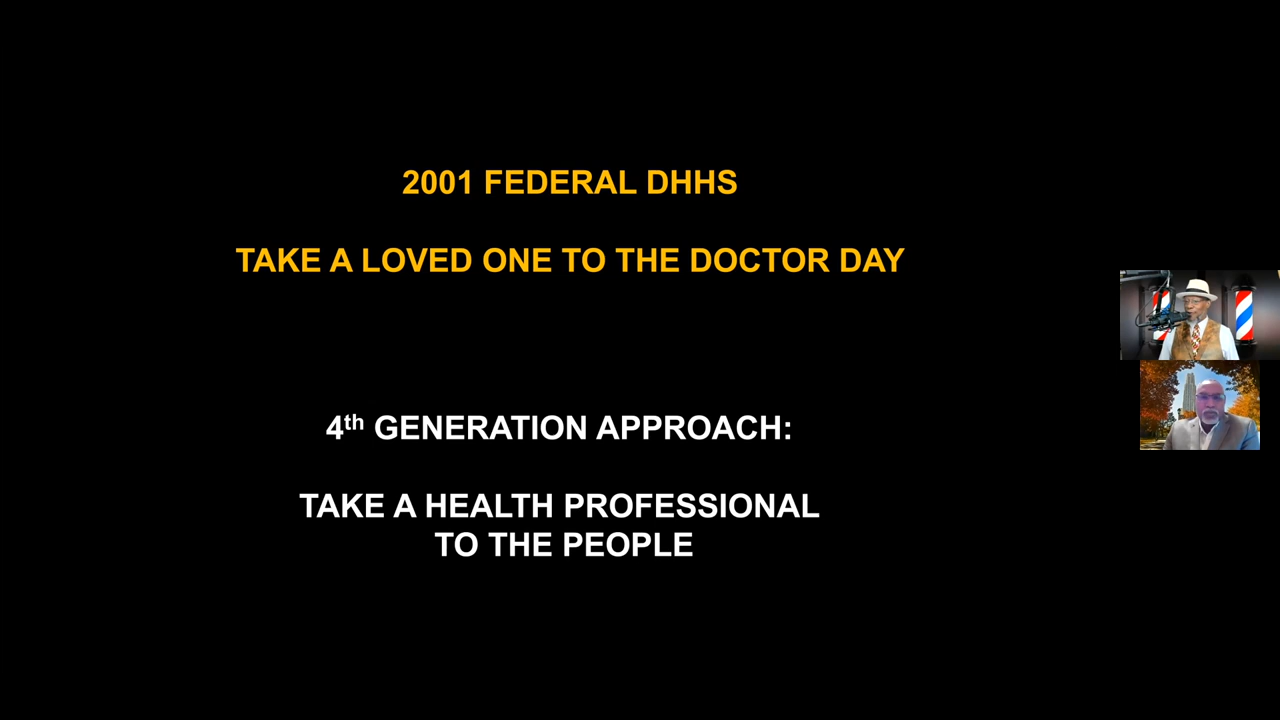 2001 FEDERAL DHHS
TAKE A LOVED ONE TO THE DOCTOR DAY
4th GENERATION APPROACH:
TAKE A HEALTH PROFESSIONAL
TO THE PEOPLE